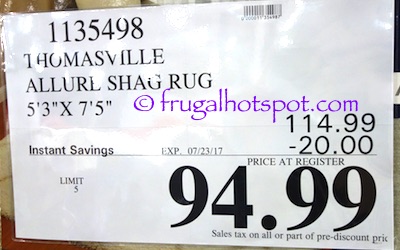 1135498
THOMASVILLE
ALLURE SHAG RUG
5'3"X 7'5"
© frugalhotspot.com
114.99
Instant Savings EXP. 07/23/17 -20.00
PRICE AT REGISTER
LIMIT
5
94.99
Sales tax on all or part of pre-discount pric